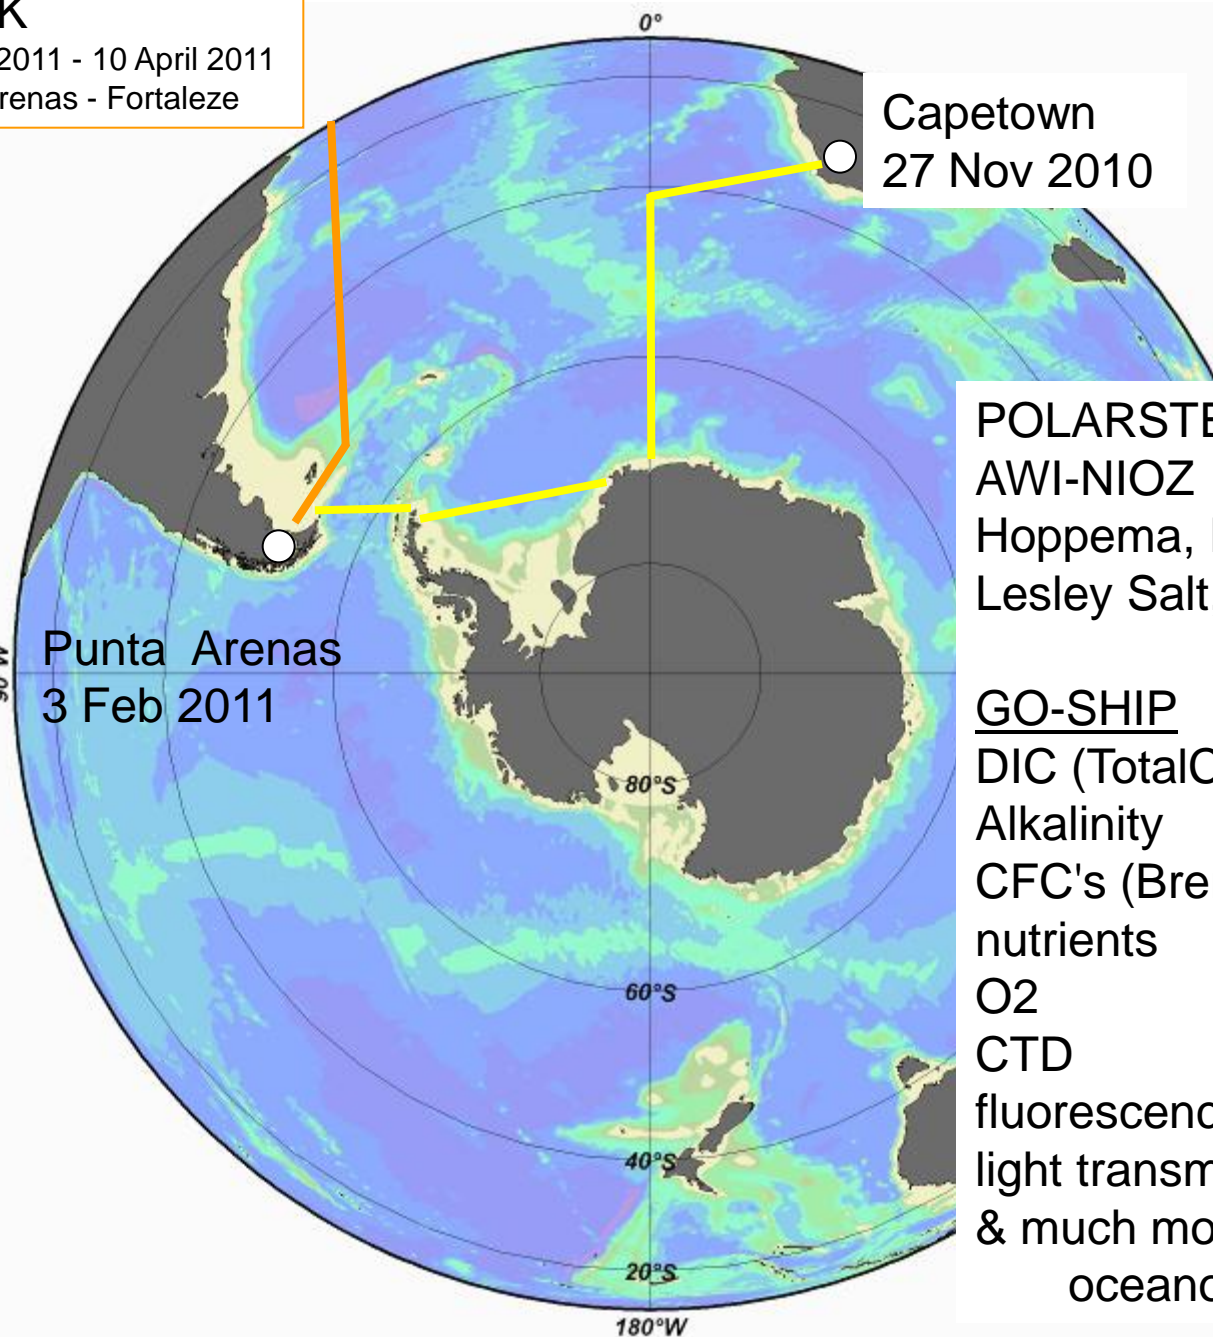 K
2011 - 10 April 2011
renas - Fortaleze
0°
Capetown
27 Nov 2010
POLARSTE
AWI-NIOZ
Hoppema,
Lesley Salt
Punta Arenas
3 Feb 2011
90°W
GO-SHIP
DIC (TotalC
Alkalinity
CFC's (Bre
nutrients
O2
CTD
fluorescenc
light transm
& much mo
oceano
80°S
60°S
40°S
20°S
180°W